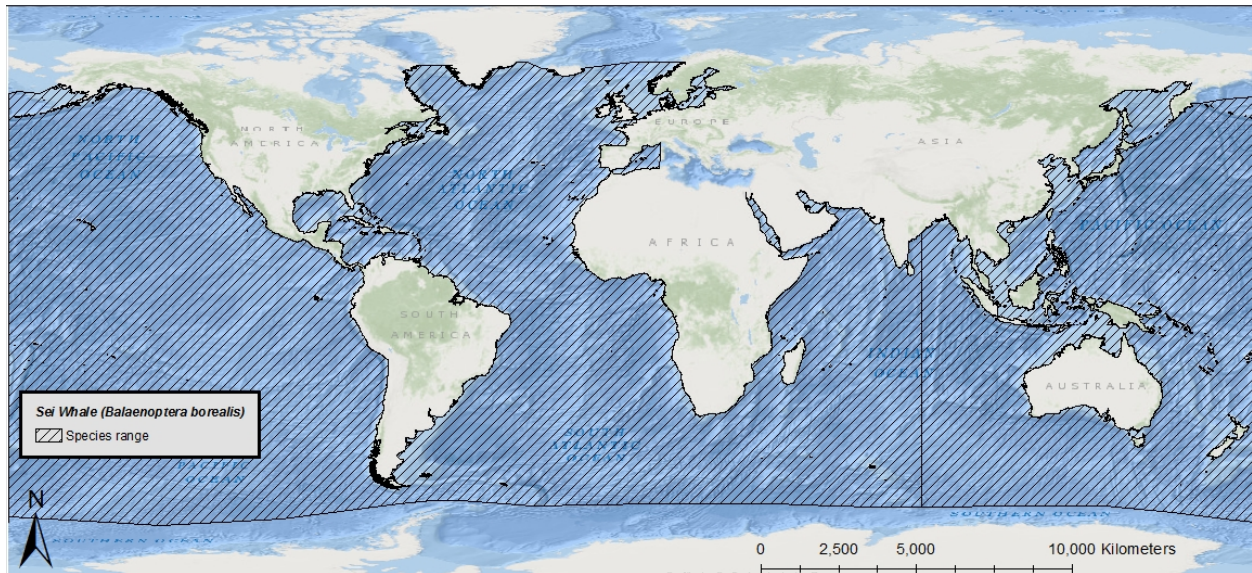 NORTH
PACIFIC
OCEAN
NORTH
AMERICA
NORTH
ATLANTIC
OCEAN
EUROPE
ASIA
PACIFIC OCEAN
AFRICA
SOUTH
AMERICA
INDIAN
OCEAN
AUSTRALIA
Sei Whale (Balaenoptera borealis)
Species range
SOUTH
ATLANTIC
OCEAN
PACIFIC
OCEAN
N
SOUTHERN OCEAN
SOUTHERN OCEAN
0 2,500 5,000 10,000 Kilometers